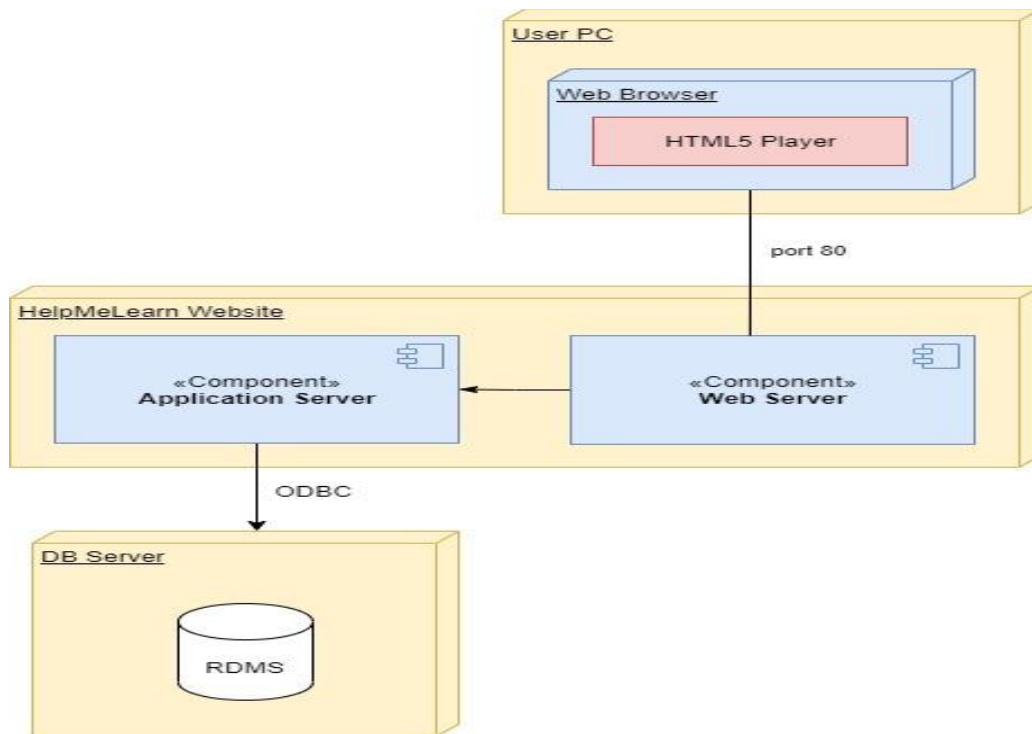 User PC
Web Browser
HTML5 Player
port 80
HelpMeLearn Website
«Component»
Application Server
«Component»
Web Server
ODBC
DB Server
RDMS